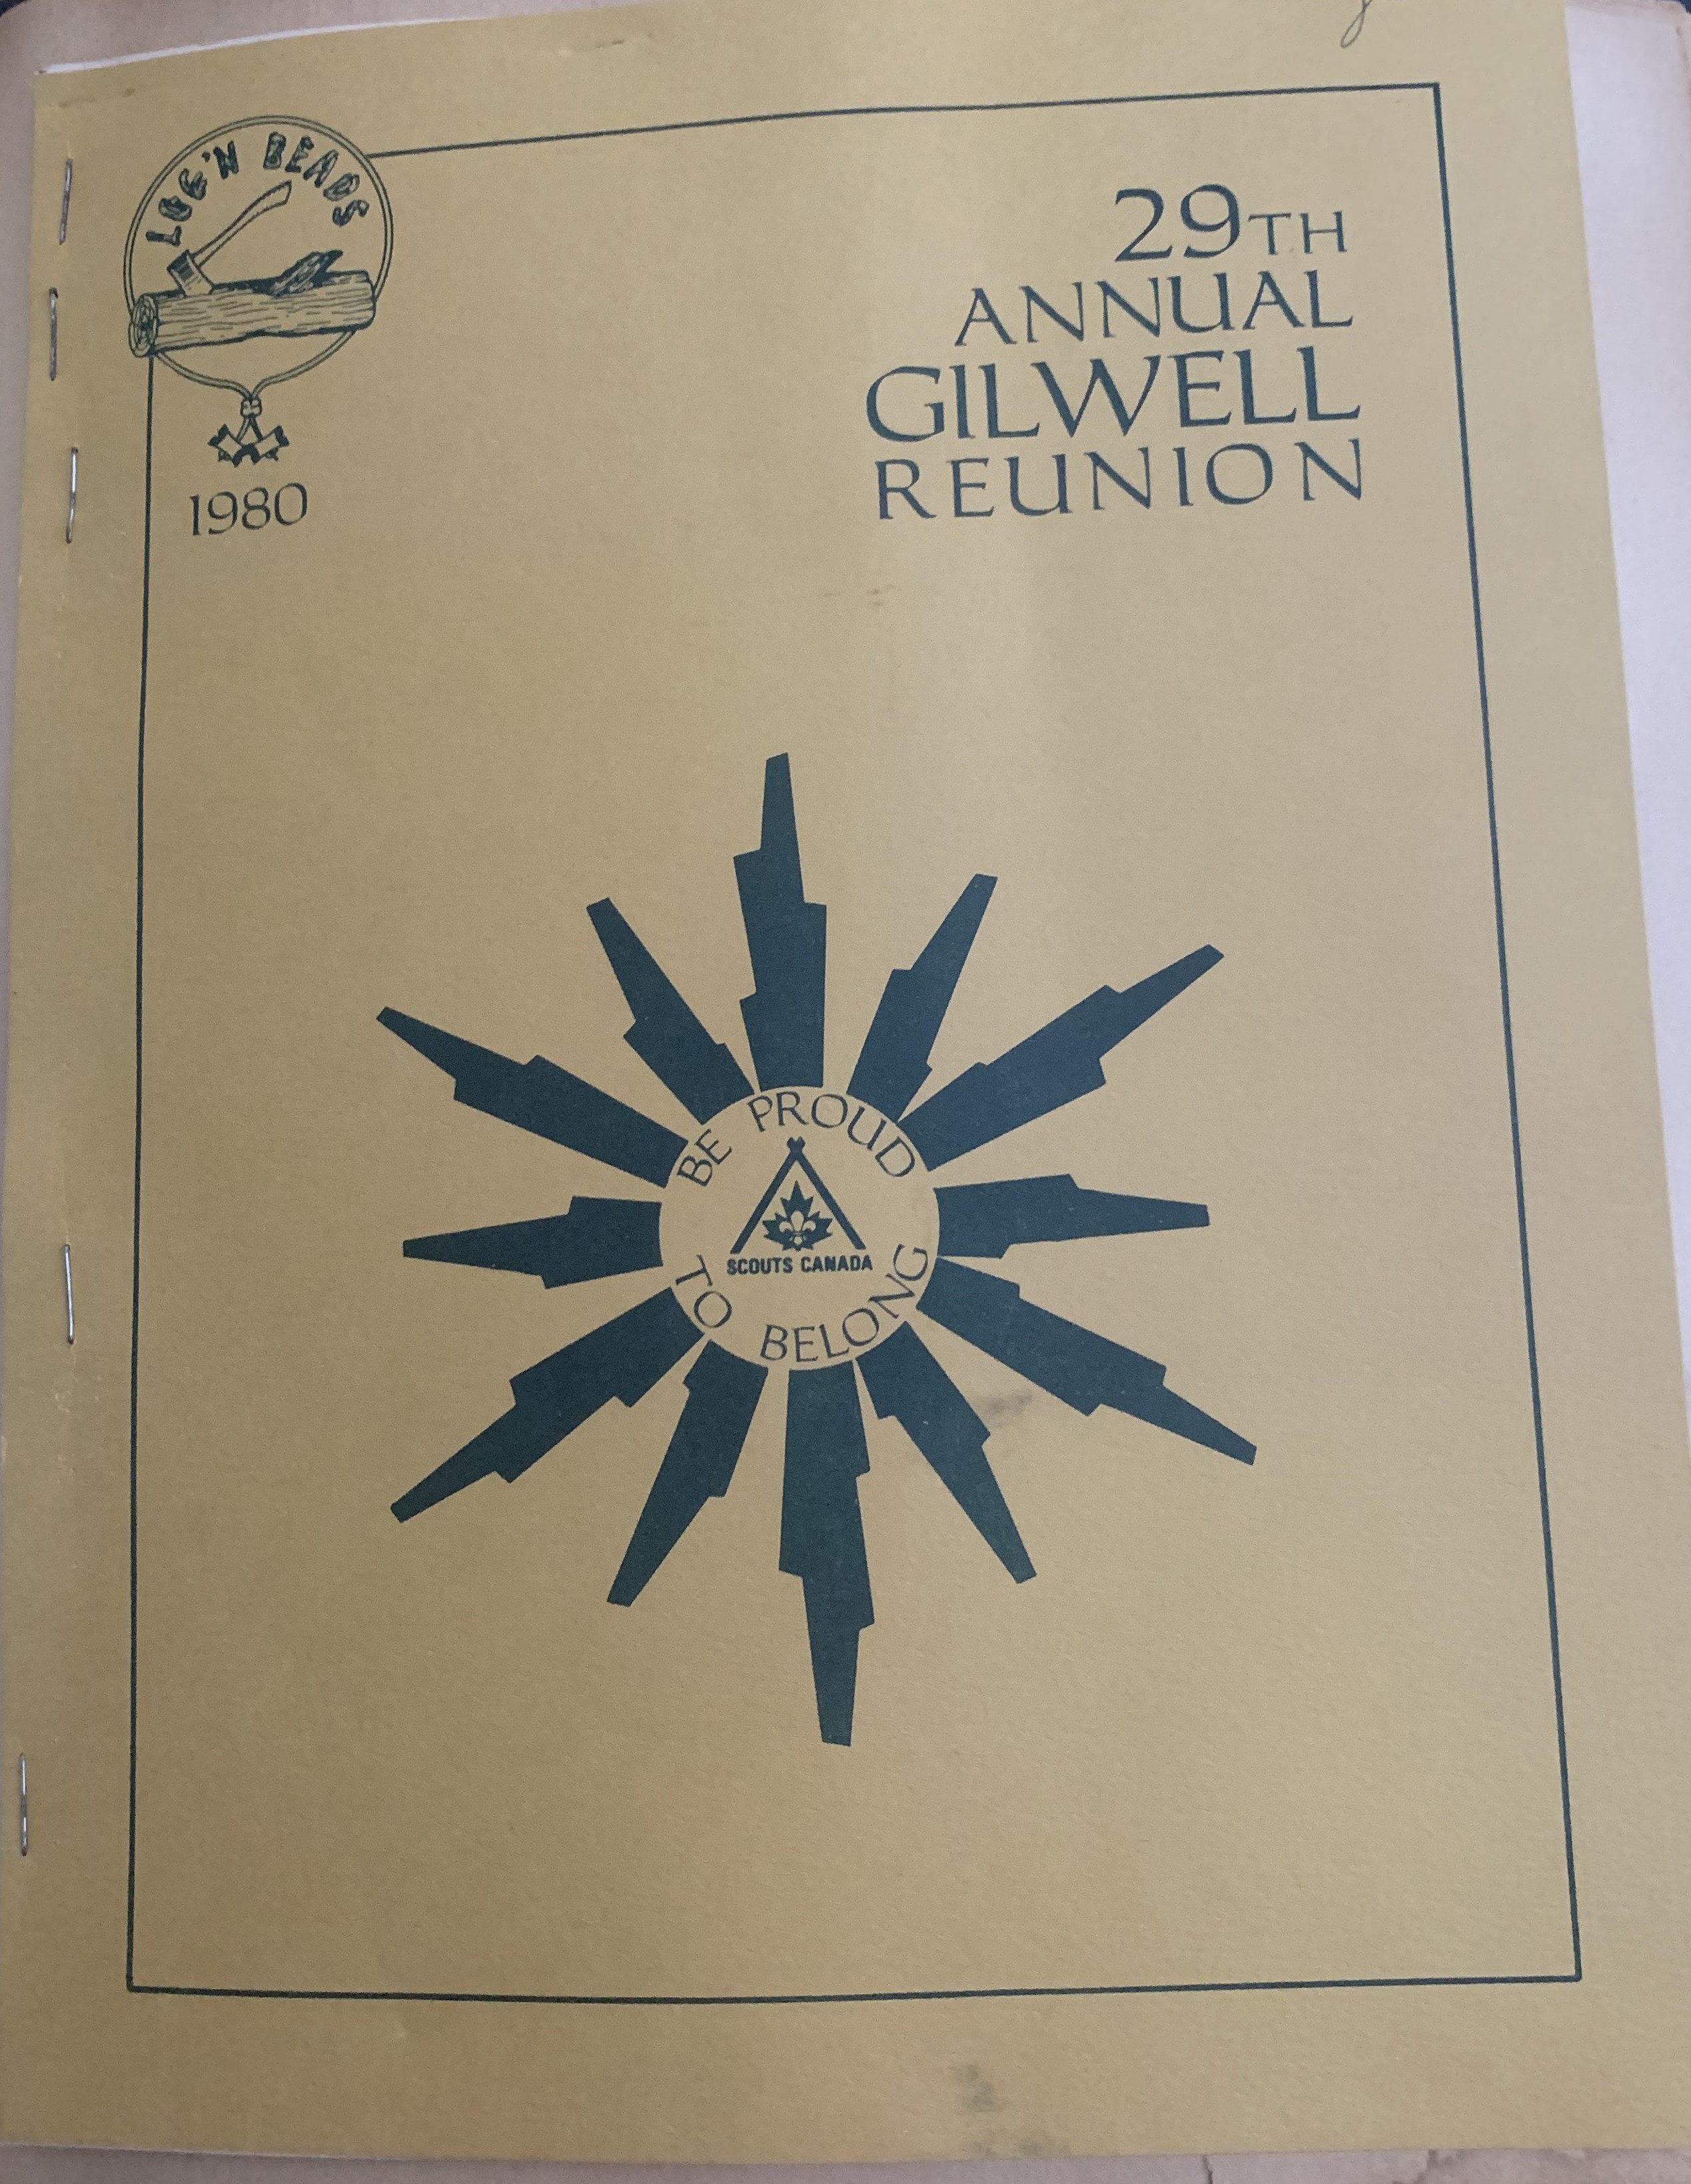 LOG'N BEADS
1980
29TH
ANNUAL
GILWELL
REUNION
BE PROUD
SCOUTS CANADA
TO BELONG